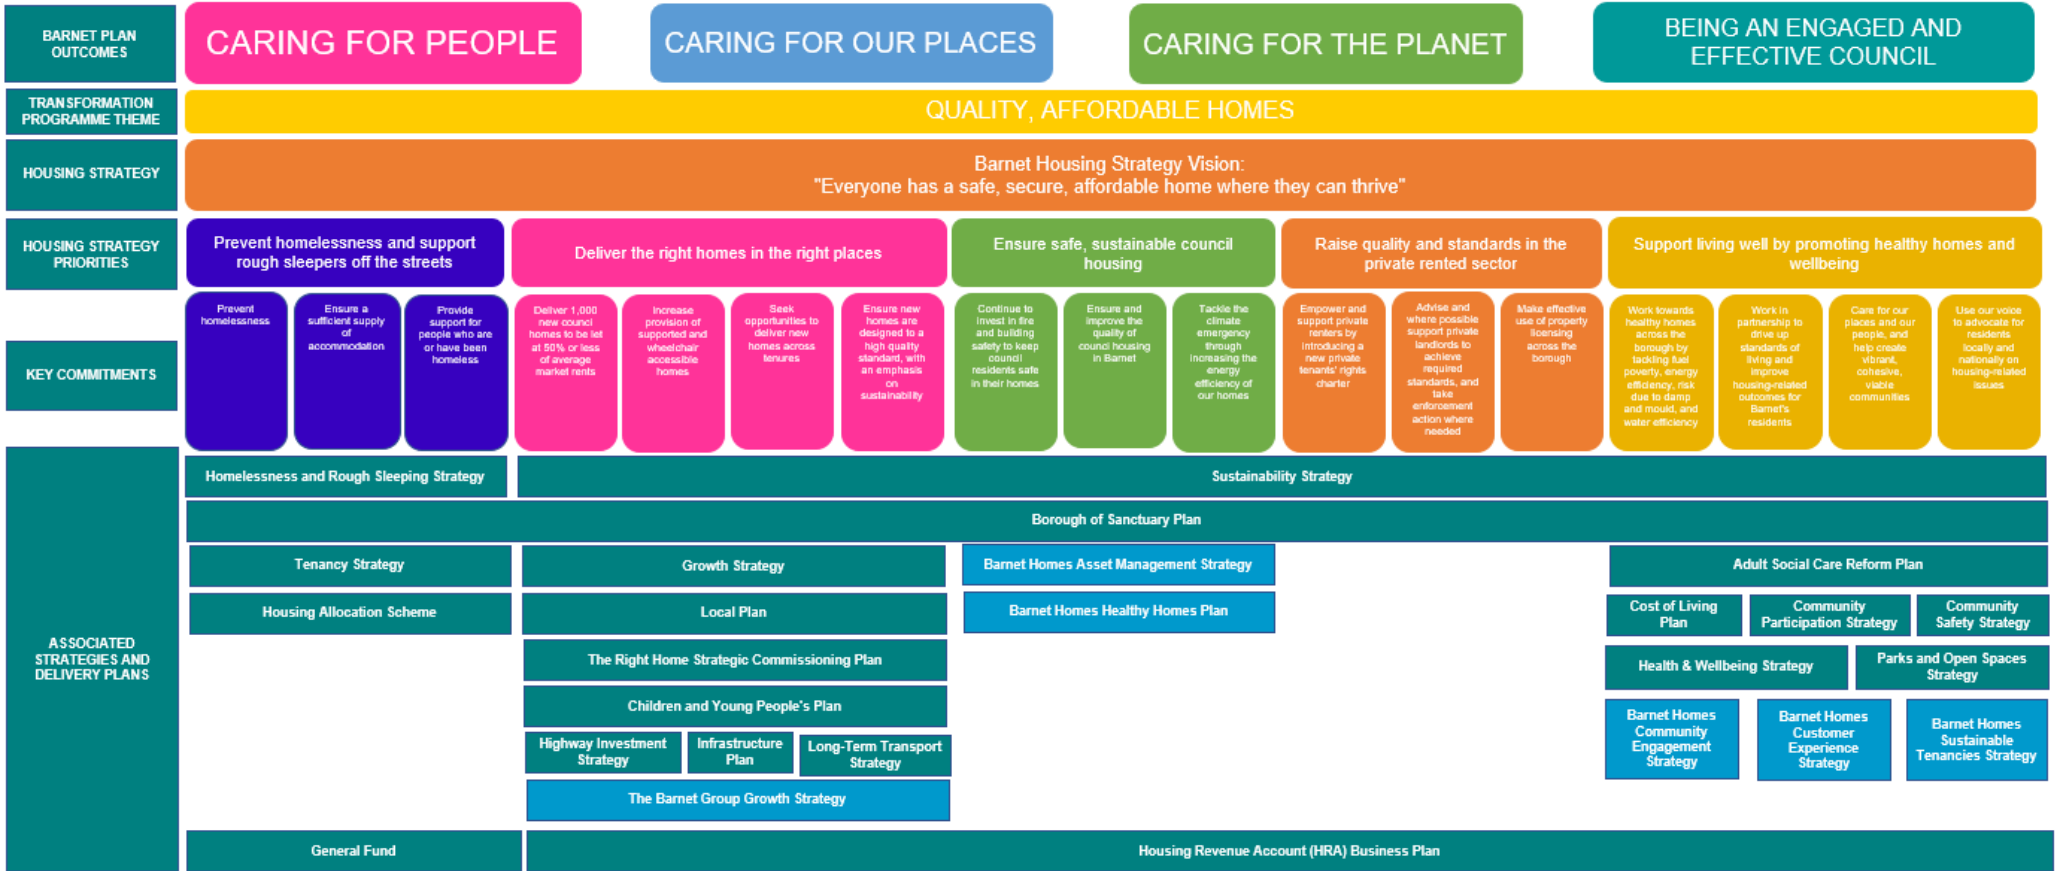 BARNET PLAN
OUTCOMES
CARING FOR PEOPLE
CARING FOR OUR PLACES
CARING FOR THE PLANET
BEING AN ENGAGED AND
EFFECTIVE COUNCIL
TRANSFORMATION
PROGRAMME THEME
QUALITY, AFFORDABLE HOMES
HOUSING STRATEGY
Barnet Housing Strategy Vision:
"Everyone has a safe, secure, affordable home where they can thrive"
HOUSING STRATEGY
PRIORITIES
Prevent homelessness and support
rough sleepers off the streets
Deliver the right homes in the right places
Ensure safe, sustainable council
housing
Raise quality and standards in the
private rented sector
Support living well by promoting healthy homes and
wellbeing
KEY COMMITMENTS
Prevent
homelessness
Ensure a
sufficient supply
of
accommodation
Provide
support for
people who are
or have been
homeless
Deliver 1,000
new council
homes to be let
at 50% or less
of average
market rents
Increase
provision of
supported and
wheelchair
accessible
homes
Seek
opportunities to
deliver new
homes across
tenures
Ensure new
homes are
designed to a
high quality
standard, with
an emphasis
on
sustainability
Continue to
invest in fire
and building
safety to keep
council
residents safe
in their homes
Ensure and
improve the
quality of
council housing
in Barnet
Tackle the
climate
emergency
through
increasing the
energy
efficiency of
our homes
Empower and
support private
renters by
introducing a
new private
tenants' rights
charter
Advise and
where possible
support private
landlords to
achieve
required
standards, and
take
enforcement
action where
needed
Make effective
use of property
licensing
across the
borough
Work towards
healthy homes
across the
borough by
tackling fuel
poverty, energy
efficiency, risk
due to damp
and mould, and
water efficiency
Work in
partnership to
drive up
standards of
living and
improve
housing-related
outcomes for
Barnet's
residents
Care for our
places and our
people, and
help create
vibrant,
cohesive,
viable
communities
Use our voice
to advocate for
residents
locally and
nationally on
housing-related
issues
ASSOCIATED
STRATEGIES AND
DELIVERY PLANS
Homelessness and Rough Sleeping Strategy
Sustainability Strategy
Borough of Sanctuary Plan
Tenancy Strategy
Growth Strategy
Barnet Homes Asset Management Strategy
Adult Social Care Reform Plan
Housing Allocation Scheme
Local Plan
Barnet Homes Healthy Homes Plan
Cost of Living
Plan
Community
Participation Strategy
Community
Safety Strategy
The Right Home Strategic Commissioning Plan
Health & Wellbeing Strategy
Parks and Open Spaces
Strategy
Children and Young People's Plan
Highway Investment
Strategy
Infrastructure
Plan
Long-Term Transport
Strategy
Barnet Homes
Community
Engagement
Strategy
Barnet Homes
Customer
Experience
Strategy
Barnet Homes
Sustainable
Tenancies Strategy
The Barnet Group Growth Strategy
General Fund
Housing Revenue Account (HRA) Business Plan